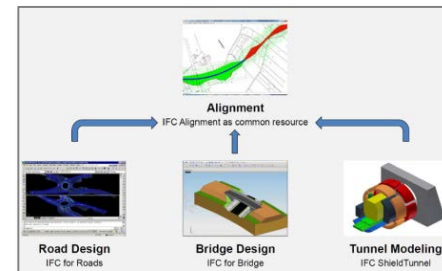 Alignment
IFC Alignment as common resource
Road Design
IFC for Roads
Bridge Design
IFC for Bridge
Tunnel Modeling
IFC ShieldTunnel